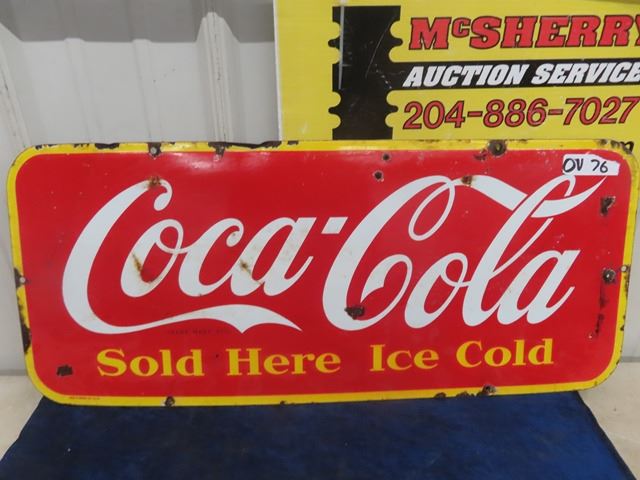 McSHERRY
AUCTION SERVICE
204-886-7027
OV 76
Coca-Cola
Sold Here Ice Cold